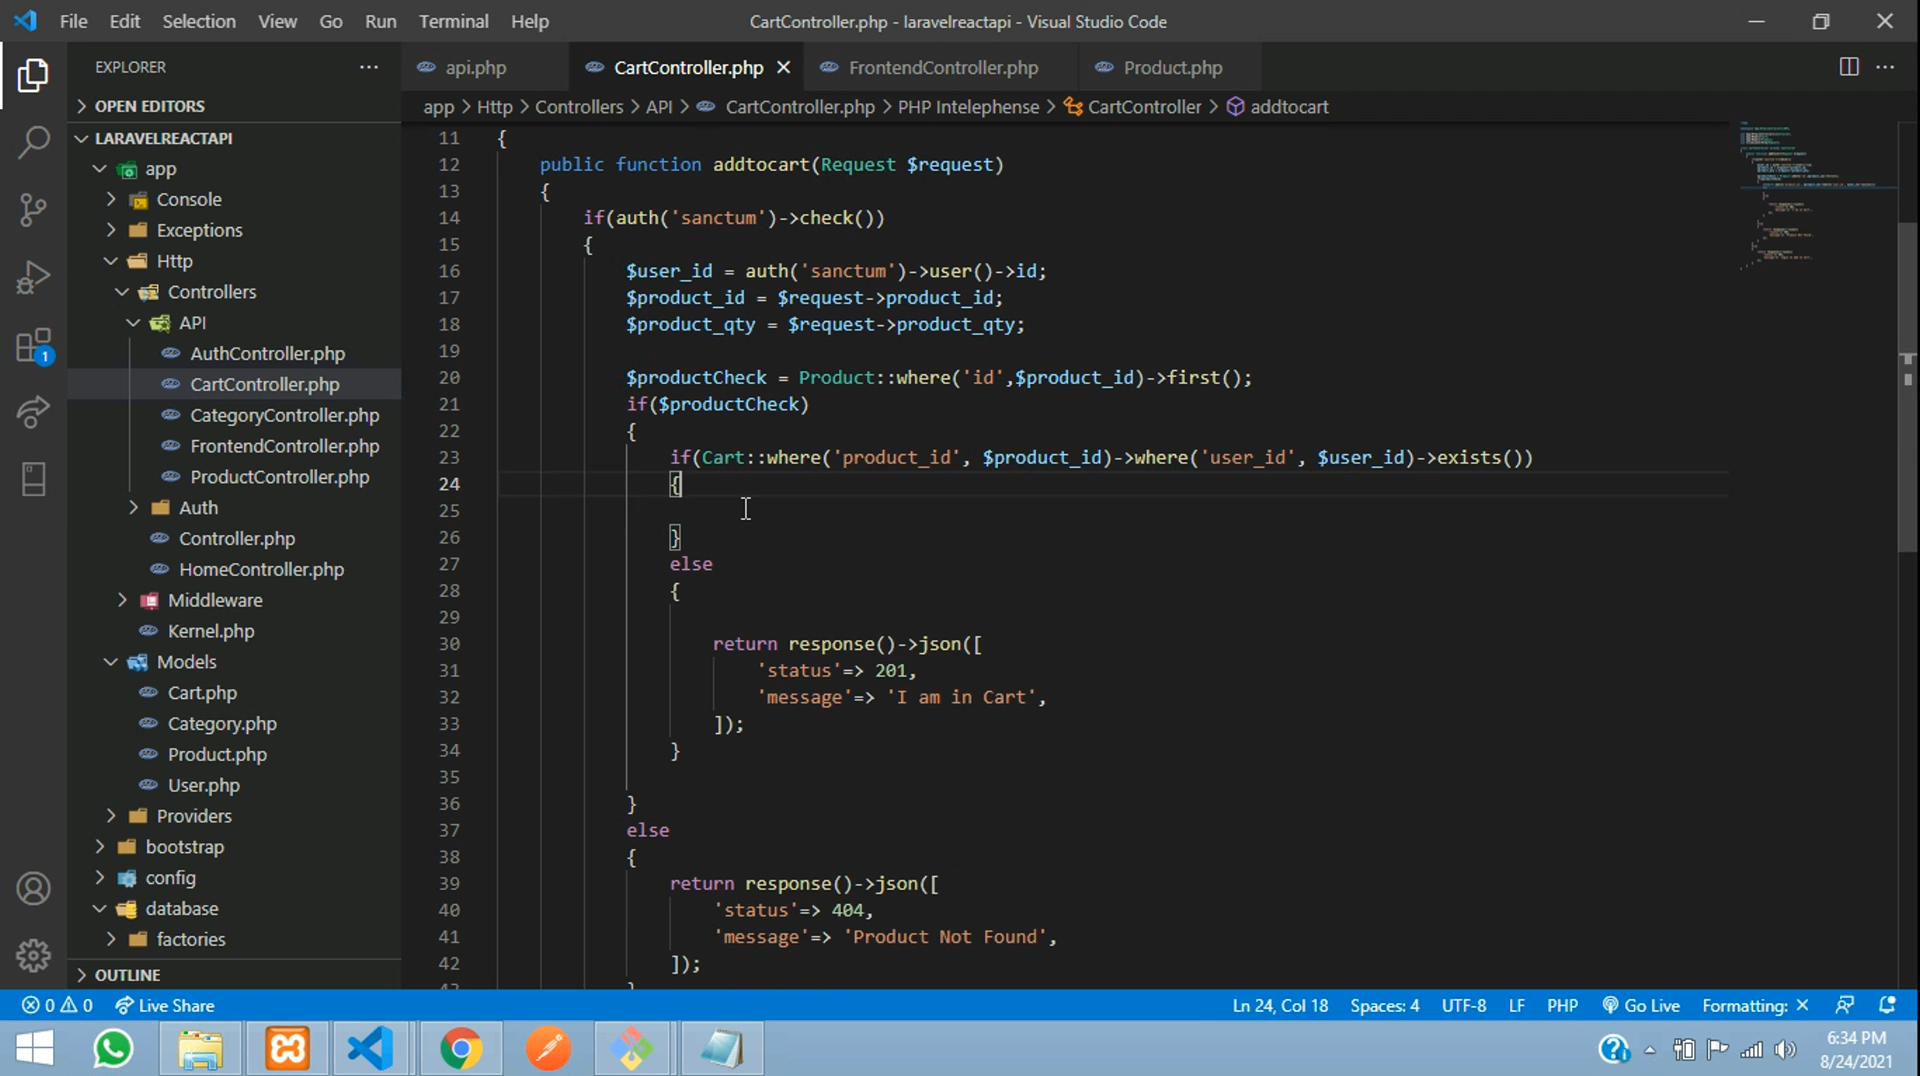 File Edit Selection View Go Run Terminal Help
CartController.php - laravelreactapi - Visual Studio Code
EXPLORER
OPEN EDITORS
LARAVELREACTAPI
app
Console
Exceptions
Http
Controllers
API
AuthController.php
CartController.php
CategoryController.php
FrontendController.php
ProductController.php
Auth
Controller.php
HomeController.php
Middleware
Kernel.php
Models
Cart.php
Category.php
Product.php
User.php
Providers
bootstrap
config
database
factories
OUTLINE
1
api.php CartController.php FrontendController.php Product.php
app > Http > Controllers > API > CartController.php > PHP Intelephense > CartController > addtocart
11 {
12 public function addtocart(Request $request)
13 {
14 if(auth('sanctum')->check())
15 {
16 $user_id = auth('sanctum')->user()->id;
17 $product_id = $request->product_id;
18 $product_qty = $request->product_qty;
19
20 $productCheck = Product::where('id',$product_id)->first();
21 if($productCheck)
22 {
23 if(Cart::where('product_id', $product_id)->where('user_id', $user_id)->exists())
24 {
25
26 }
27 else
28 {
29
30 return response()->json([
31 'status'=> 201,
32 'message'=> 'I am in Cart',
33 ]);
34 }
35
36 }
37 else
38 {
39 return response()->json([
40 'status'=> 404,
41 'message'=> 'Product Not Found',
42 ]);
0 0 Live Share
Ln 24, Col 18 Spaces: 4 UTF-8 LF PHP Go Live Formatting: ×
6:34 PM
8/24/2021